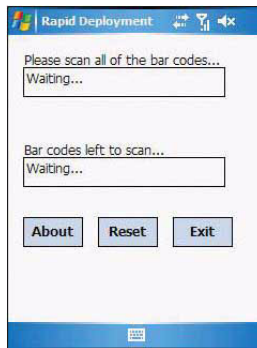 Rapid Deployment
Please scan all of the bar codes...
Waiting...
Bar codes left to scan...
Waiting...
About Reset Exit